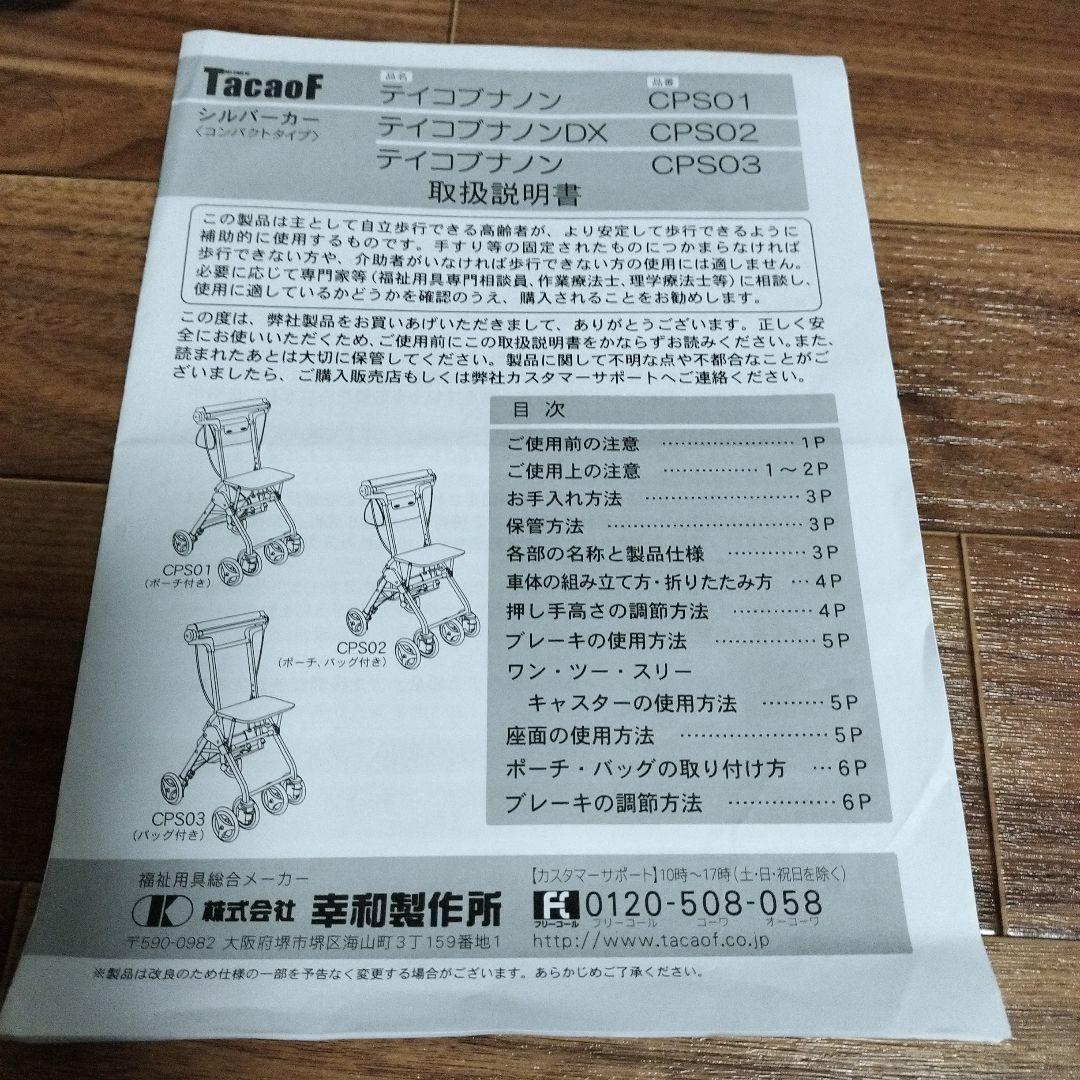 TacaoF
シルバーカー
〈コンパクトタイプ〉
品名 品番
テイコブナノン CPS01
テイコブナノンDX CPS02
テイコブナノン CPS03
取扱説明書
この製品は主として自立歩行できる高齢者が、より安定して歩行できるように
補助的に使用するものです。手すり等の固定されたものにつかまらなければ
歩行できない方や、介助者がいなければ歩行できない方の使用には適しません。
必要に応じて専門家等（福祉用具専門相談員、作業療法士、理学療法士等）に相談し、
使用に適しているかどうかを確認のうえ、購入されることをお勧めします。
この度は、弊社製品をお買いあげいただきまして、ありがとうございます。正しく安
全にお使いいただくため、ご使用前にこの取扱説明書をかならずお読みください。また、
読まれたあとは大切に保管してください。製品に関して不明な点や不都合なことがご
ざいましたら、ご購入販売店もしくは弊社カスタマーサポートへご連絡ください。
CPS01
（ポーチ付き）
CPS02
（ポーチ、バッグ付き）
CPS03
（バッグ付き）
目次
ご使用前の注意 …………………1P
ご使用上の注意 ……………1～2P
お手入れ方法 ……………………3P
保管方法 …………………………3P
各部の名称と製品仕様 …………3P
車体の組み立て方・折りたたみ方 …4P
押し手高さの調節方法 …………4P
ブレーキの使用方法 ……………5P
ワン・ツー・スリー
キャスターの使用方法 ………5P
座面の使用方法 …………………5P
ポーチ・バッグの取り付け方 …6P
ブレーキの調節方法 ……………6P
福祉用具総合メーカー
株式会社 幸和製作所
〒590-0982 大阪府堺市堺区海山町3丁159番地1
【カスタマーサポート】10時～17時（土・日・祝日を除く）
フリーコール 0120-508-058
フリーコール コーワ オーコーワ
http://www.tacaof.co.jp
※製品は改良のため仕様の一部を予告なく変更する場合がございます。あらかじめご了承ください。